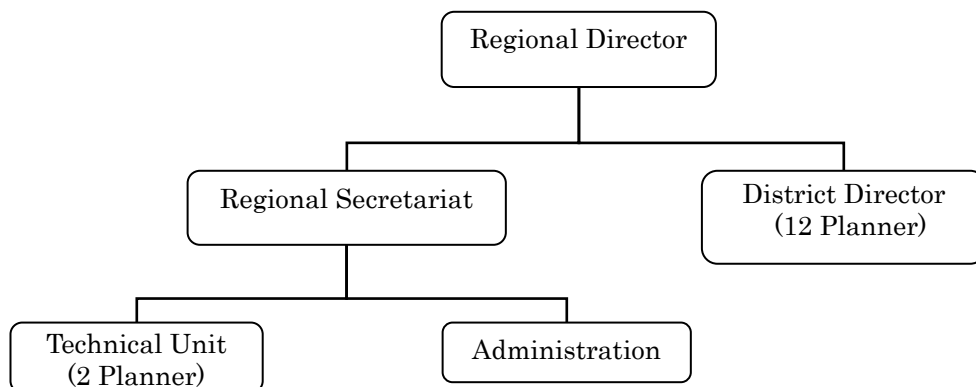 Regional Director
Regional Secretariat
District Director
(12 Planner)
Technical Unit
(2 Planner)
Administration